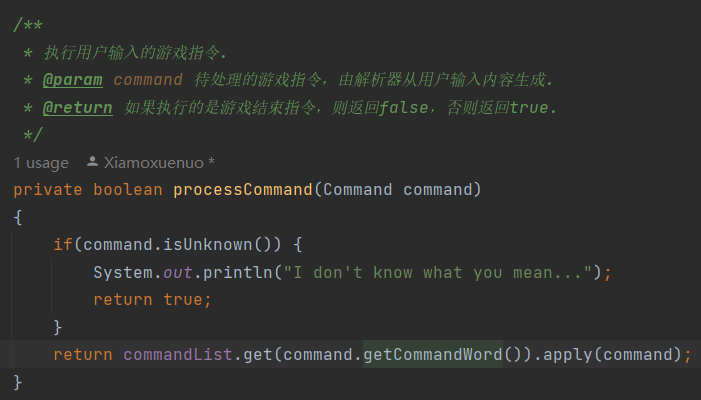 /**
 * 执行用户输入的游戏指令.
 * @param command 待处理的游戏指令，由解析器从用户输入内容生成.
 * @return 如果执行的是游戏结束指令，则返回false，否则返回true.
 */
1 usage Xiamoxuenuo *
private boolean processCommand(Command command)
{
    if(command.isUnknown()) {
        System.out.println("I don't know what you mean...");
        return true;
    }
    return commandList.get(command.getCommandWord()).apply(command);
}